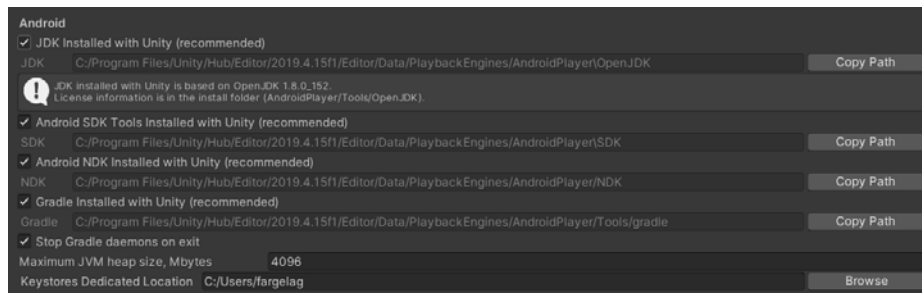 Android
JDK Installed with Unity (recommended)
JDK C:/Program Files/Unity/Hub/Editor/2019.4.15f1/Editor/Data/PlaybackEngines/AndroidPlayer\OpenJDK Copy Path
JDK installed with Unity is based on OpenJDK 1.8.0_152.
License information is in the install folder (AndroidPlayer/Tools/OpenJDK).
Android SDK Tools Installed with Unity (recommended)
SDK C:/Program Files/Unity/Hub/Editor/2019.4.15f1/Editor/Data/PlaybackEngines/AndroidPlayer\SDK Copy Path
Android NDK Installed with Unity (recommended)
NDK C:/Program Files/Unity/Hub/Editor/2019.4.15f1/Editor/Data/PlaybackEngines/AndroidPlayer/NDK Copy Path
Gradle Installed with Unity (recommended)
Gradle C:/Program Files/Unity/Hub/Editor/2019.4.15f1/Editor/Data/PlaybackEngines/AndroidPlayer/Tools/gradle Copy Path
Stop Gradle daemons on exit
Maximum JVM heap size, Mbytes 4096
Keystores Dedicated Location C:/Users/fargelag Browse